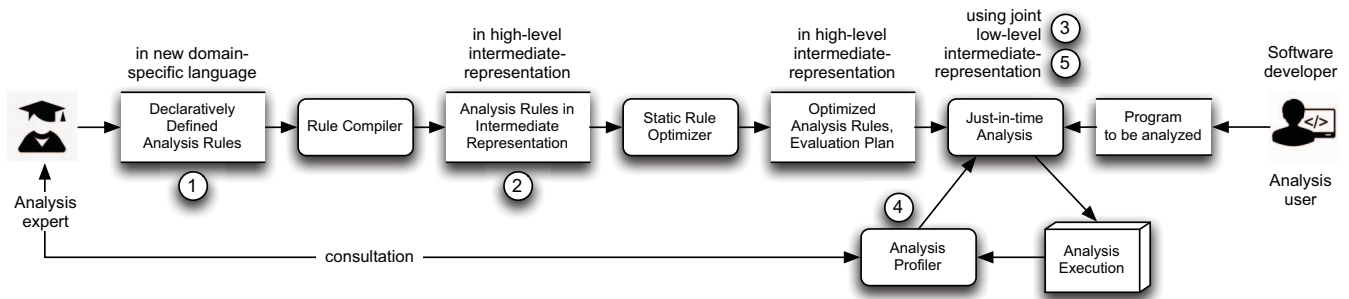 in new domain-
specific language
in high-level
intermediate-
representation
in high-level
intermediate-
representation
using joint
low-level
intermediate-
representation
3
5
Software
developer
Declaratively
Defined
Analysis Rules
Rule Compiler
Analysis Rules in
Intermediate
Representation
Static Rule
Optimizer
Optimized
Analysis Rules,
Evaluation Plan
Just-in-time
Analysis
Program
to be analyzed
</>
1
2
Analysis
expert
4
Analysis
user
consultation
Analysis
Profiler
Analysis
Execution